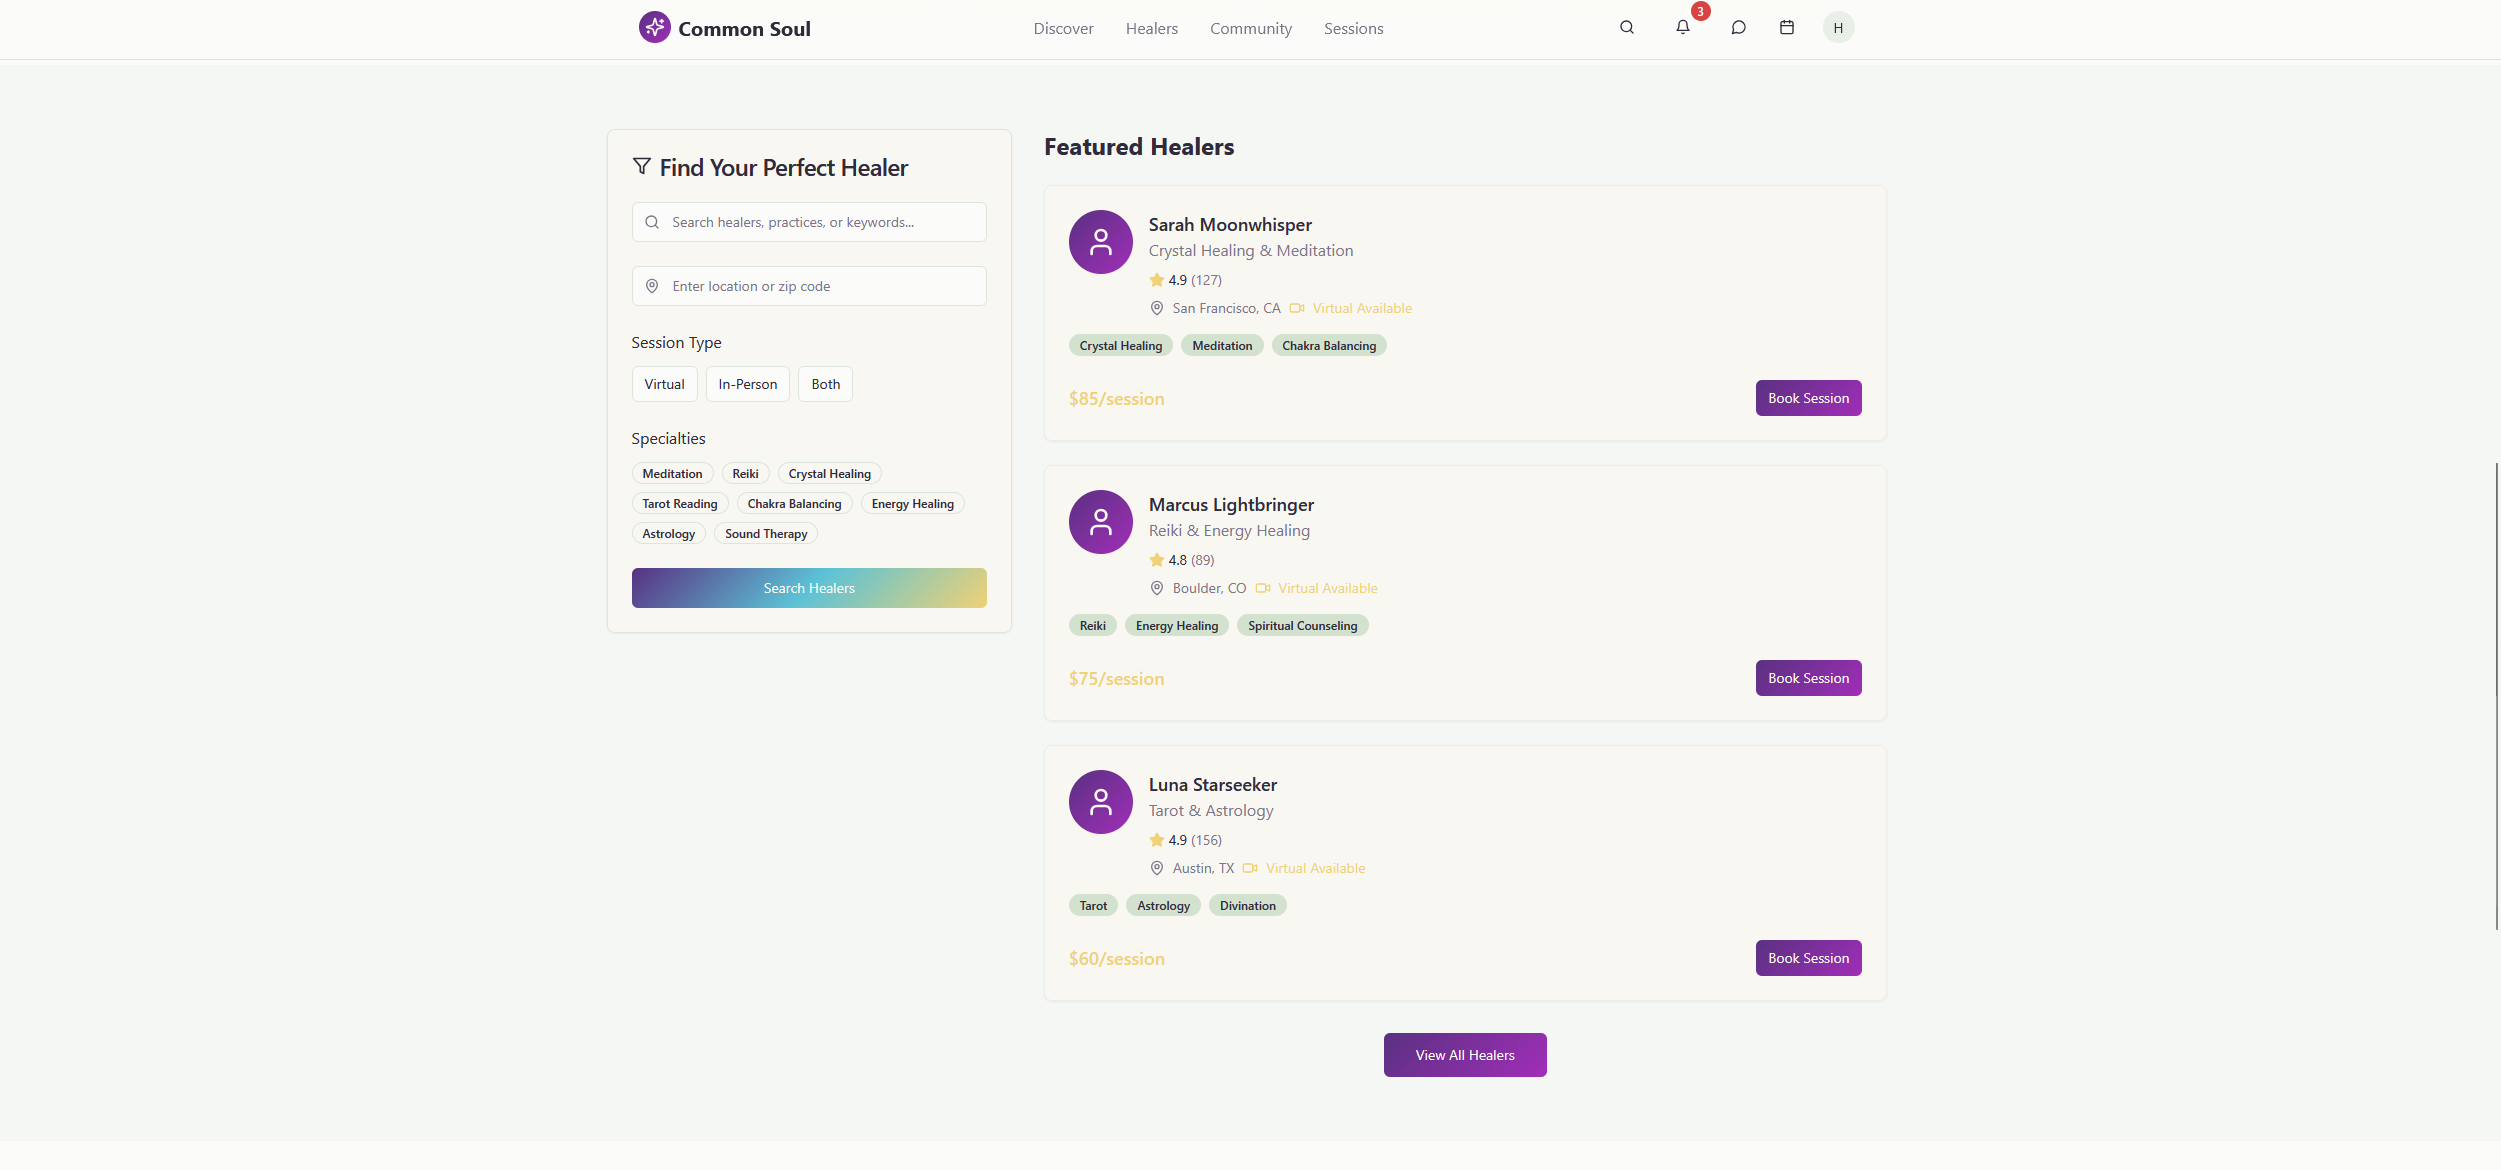 Common Soul
Discover Healers Community Sessions
3
H
Find Your Perfect Healer
Search healers, practices, or keywords...
Enter location or zip code
Session Type
Virtual In-Person Both
Specialties
Meditation Reiki Crystal Healing
Tarot Reading Chakra Balancing Energy Healing
Astrology Sound Therapy
Search Healers
Featured Healers
Sarah Moonwhisper
Crystal Healing & Meditation
4.9 (127)
San Francisco, CA Virtual Available
Crystal Healing Meditation Chakra Balancing
$85/session Book Session
Marcus Lightbringer
Reiki & Energy Healing
4.8 (89)
Boulder, CO Virtual Available
Reiki Energy Healing Spiritual Counseling
$75/session Book Session
Luna Starseeker
Tarot & Astrology
4.9 (156)
Austin, TX Virtual Available
Tarot Astrology Divination
$60/session Book Session
View All Healers